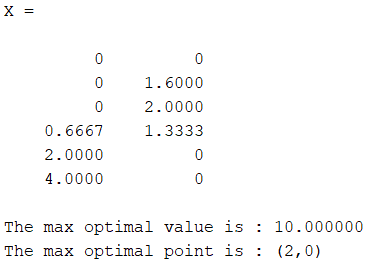 X =
0 0
0 1.6000
0 2.0000
0.6667 1.3333
2.0000 0
4.0000 0
The max optimal value is : 10.000000
The max optimal point is : (2,0)